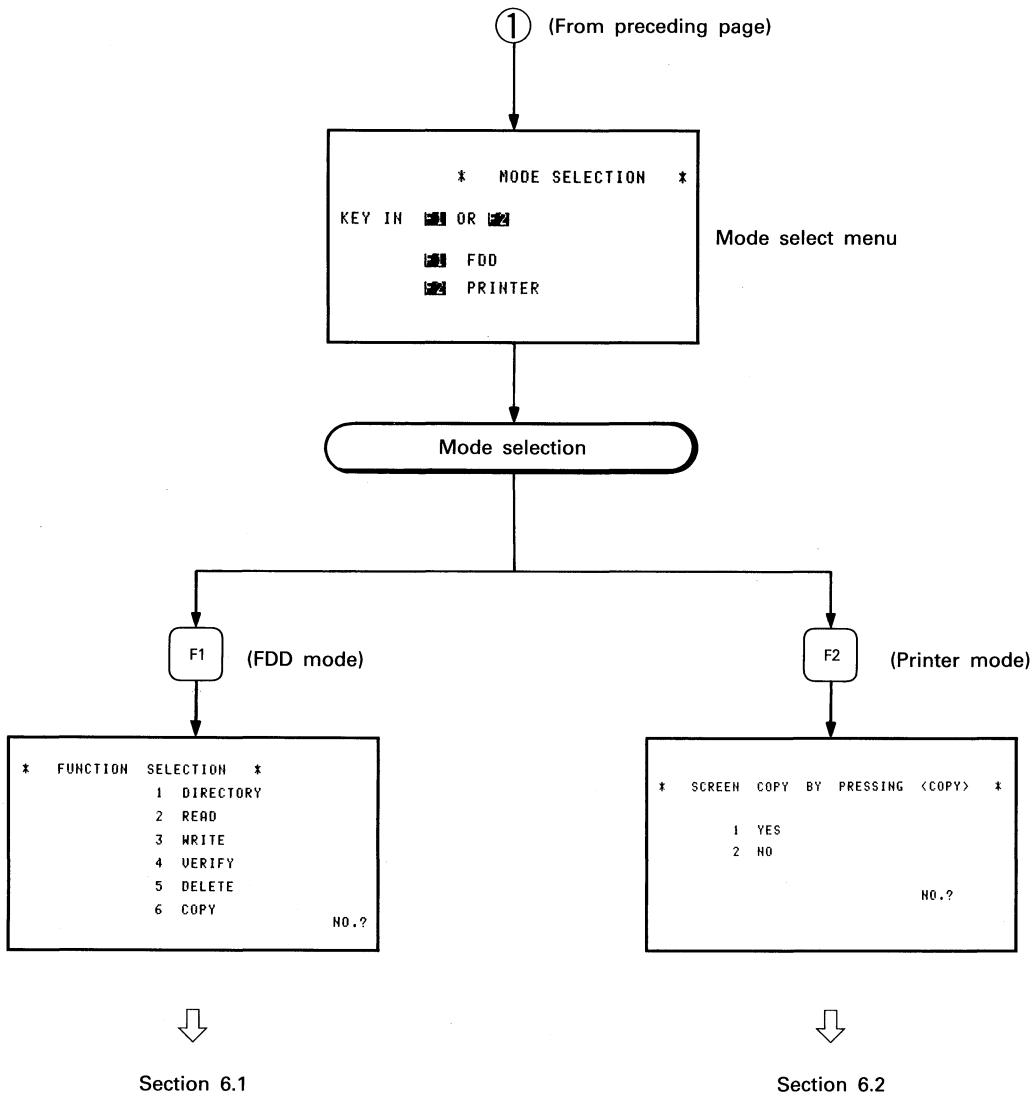 1 (From preceding page)
* MODE SELECTION *
KEY IN F1 OR F2
F1 FDD
F2 PRINTER
Mode select menu
Mode selection
F1 (FDD mode)
F2 (Printer mode)
* FUNCTION SELECTION *
1 DIRECTORY
2 READ
3 WRITE
4 VERIFY
5 DELETE
6 COPY
NO.?
* SCREEN COPY BY PRESSING <COPY> *
1 YES
2 NO
NO.?
Section 6.1
Section 6.2